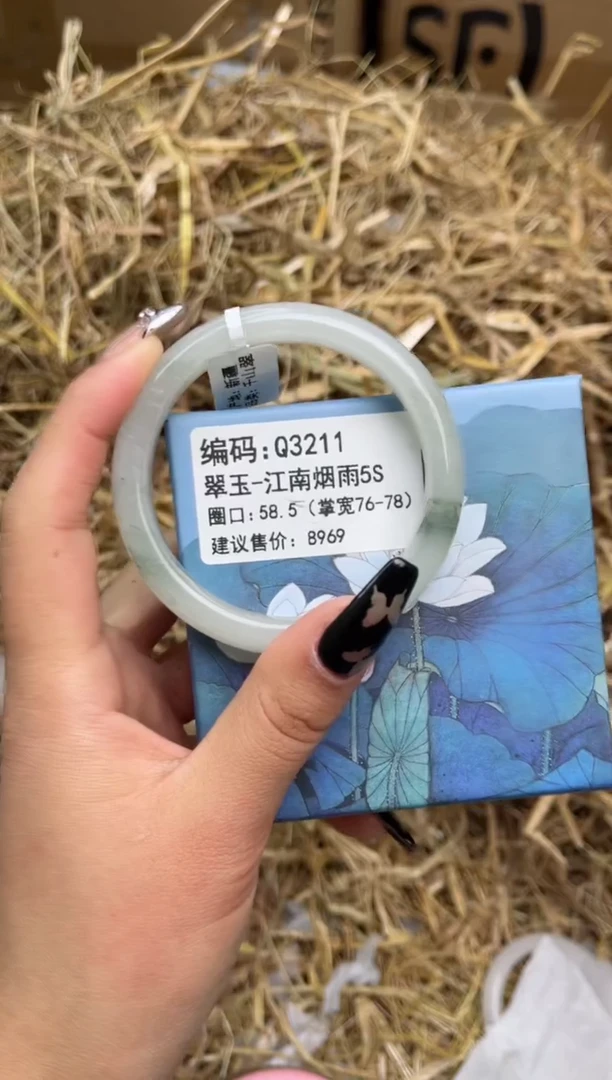 SF
编码:Q3211
翠玉-江南烟雨5S
圈口:58.5(掌宽76-78)
建议售价:8969